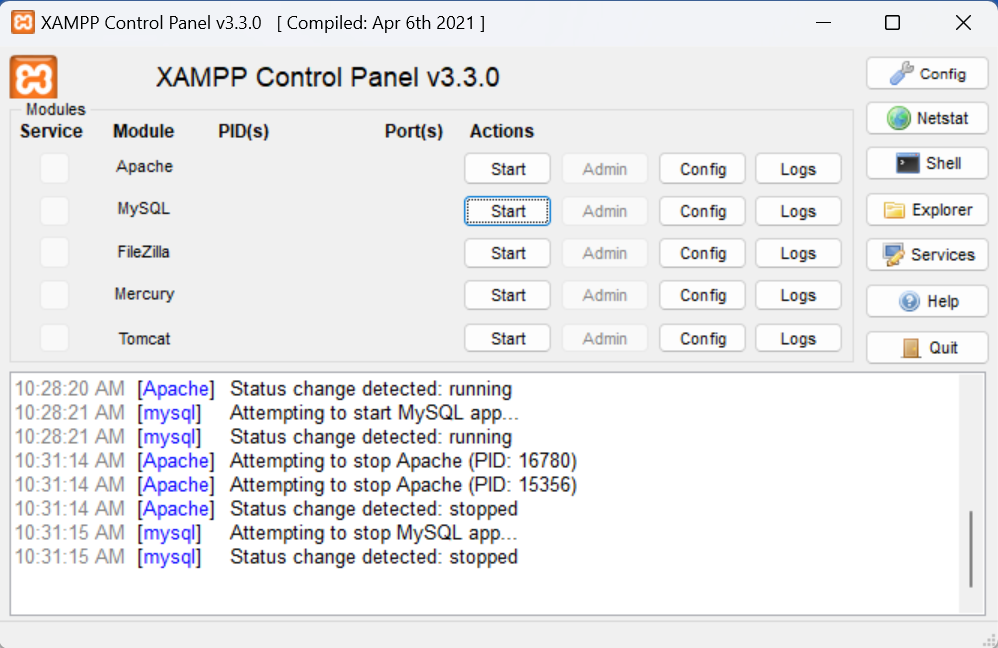 XAMPP Control Panel v3.3.0 [ Compiled: Apr 6th 2021 ]
XAMPP Control Panel v3.3.0
Config
Modules
Service Module PID(s) Port(s) Actions
Netstat
Apache Start Admin Config Logs
Shell
MySQL Start Admin Config Logs
Explorer
FileZilla Start Admin Config Logs
Services
Mercury Start Admin Config Logs
Help
Tomcat Start Admin Config Logs
Quit
10:28:20 AM [Apache] Status change detected: running
10:28:21 AM [mysql] Attempting to start MySQL app...
10:28:21 AM [mysql] Status change detected: running
10:31:14 AM [Apache] Attempting to stop Apache (PID: 16780)
10:31:14 AM [Apache] Attempting to stop Apache (PID: 15356)
10:31:14 AM [Apache] Status change detected: stopped
10:31:15 AM [mysql] Attempting to stop MySQL app...
10:31:15 AM [mysql] Status change detected: stopped